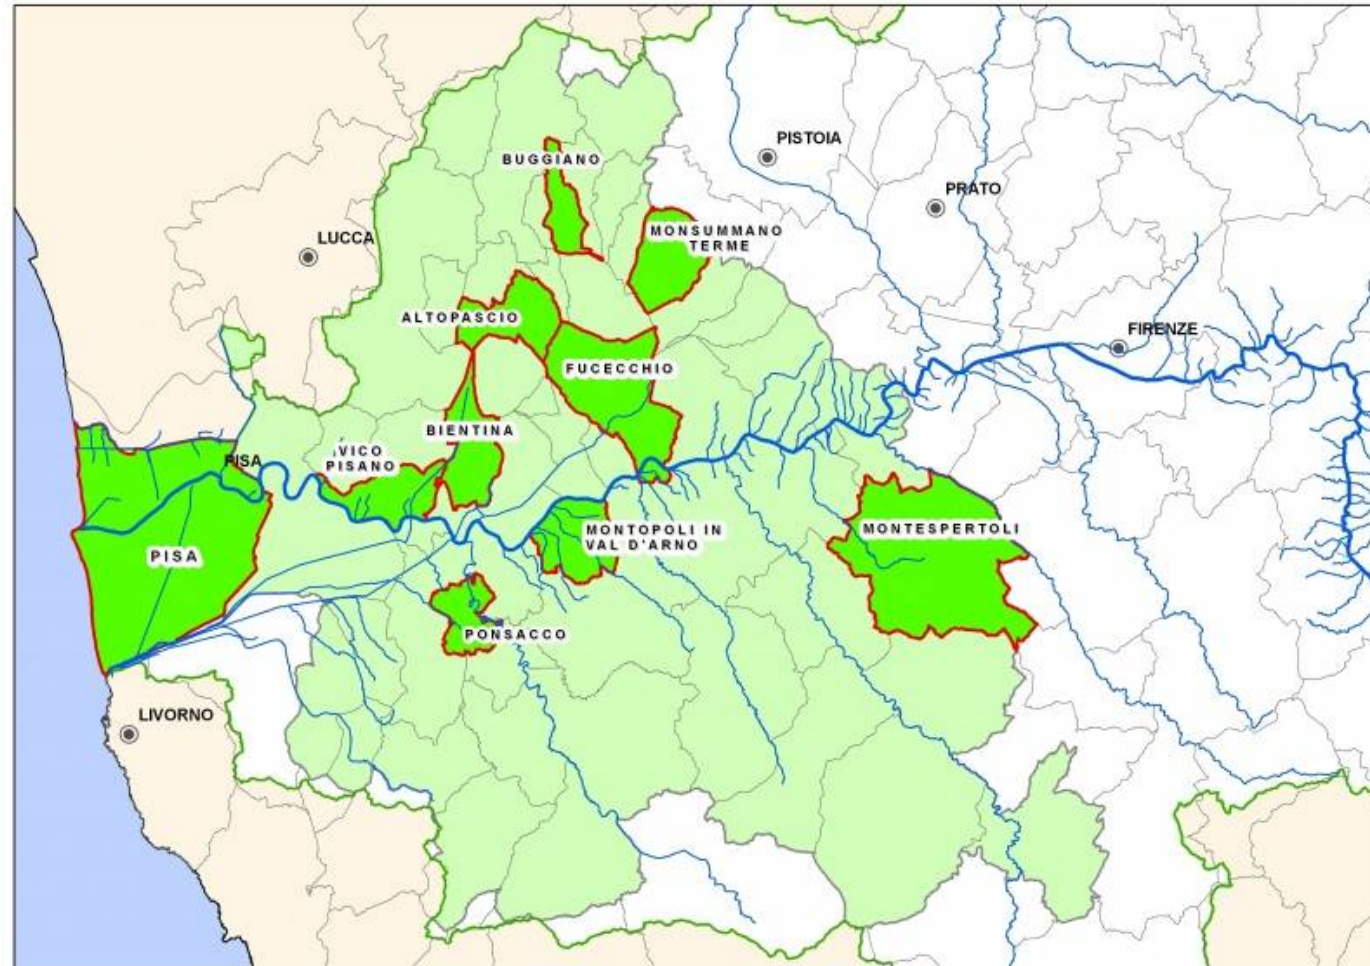 PISTOIA
BUGGIANO
PRATO
MONSUMMANO
TERME
LUCCA
ALTOPASCIO
FIRENZE
FUCECCHIO
BIENTINA
VICO
PISANO
PISA
MONTESPERTOLI
MONTOPOLI IN
VAL D'ARNO
PISA
PONSACCO
LIVORNO